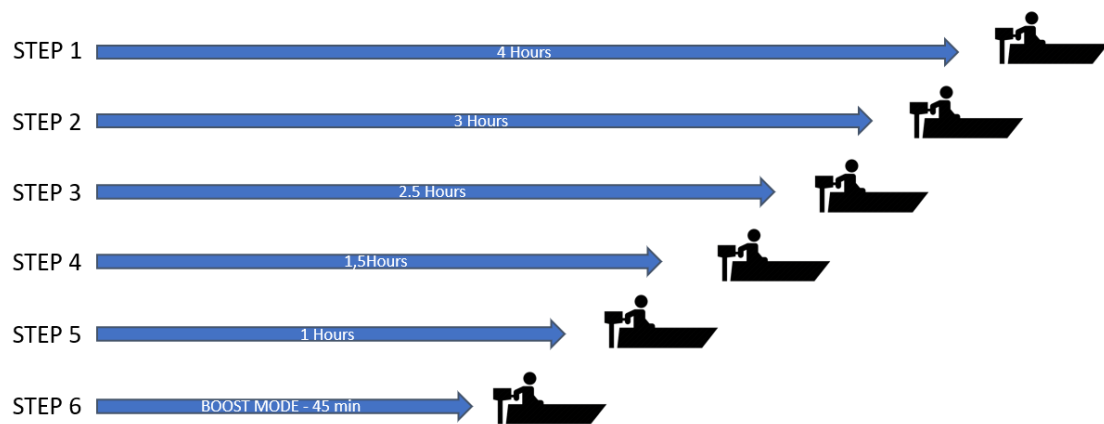 STEP 1
4 Hours
STEP 2
3 Hours
STEP 3
2.5 Hours
STEP 4
1,5Hours
STEP 5
1 Hours
STEP 6
BOOST MODE - 45 min